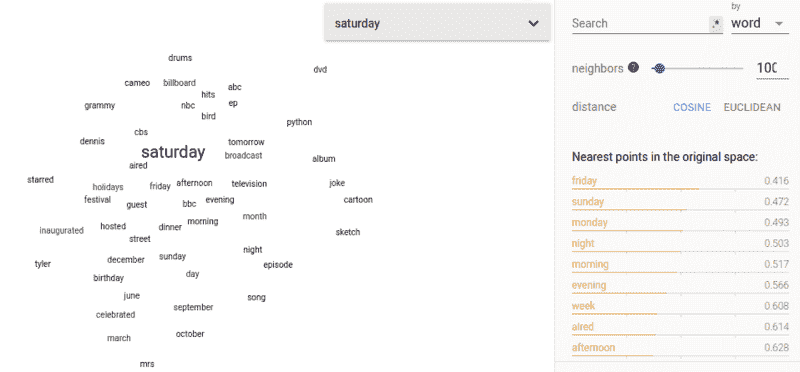 saturday
drums
dvd
cameo billboard
abc
hits
grammy
nbc
ep
bird
python
cbs
dennis
tomorrow
saturday
broadcast
aired
album
starred
holidays friday afternoon television
joke
festival
guest
bbc evening
cartoon
inaugurated
hosted
dinner morning
month
sketch
street
night
december sunday
episode
tyler
birthday
day
june
song
celebrated
september
march
october
mrs
Search
.*
by
word
neighbors ?
distance COSINE EUCLIDEAN
Nearest points in the original space:
friday 0.416
sunday 0.472
monday 0.493
night 0.503
morning 0.517
evening 0.566
week 0.608
aired 0.614
afternoon 0.628